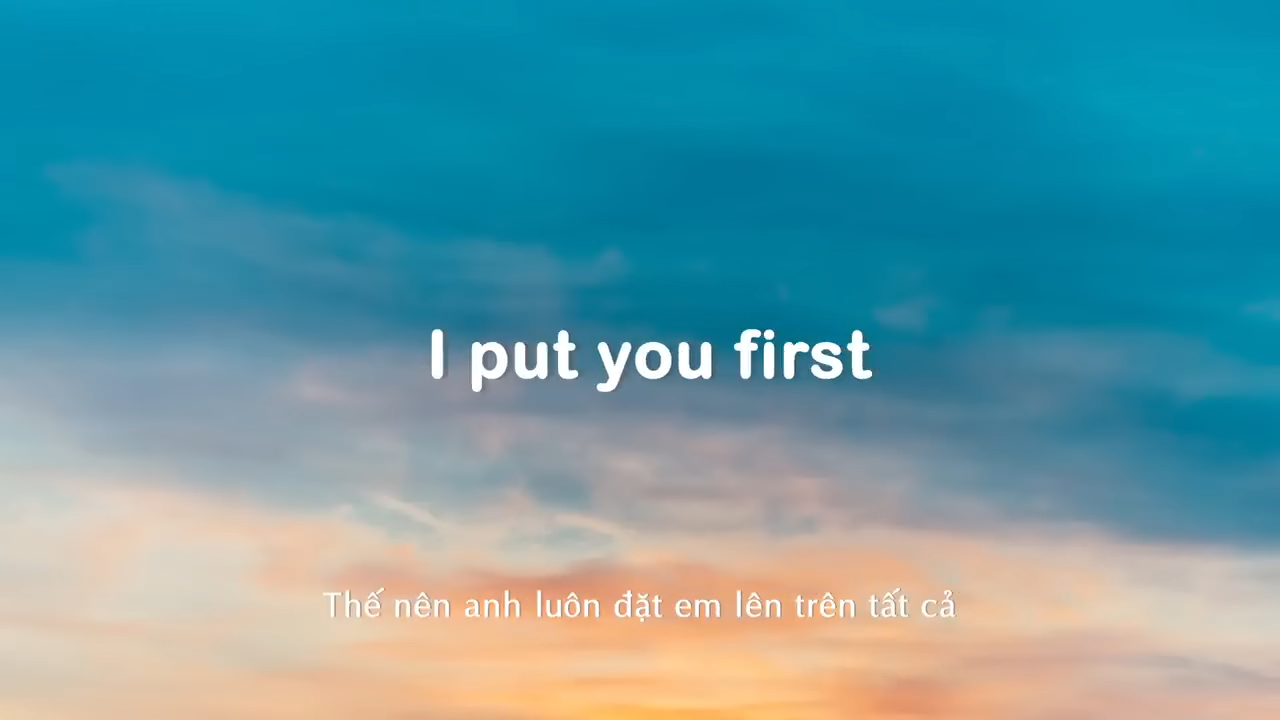 I put you first
Thế nên anh luôn đặt em lên trên tất cả